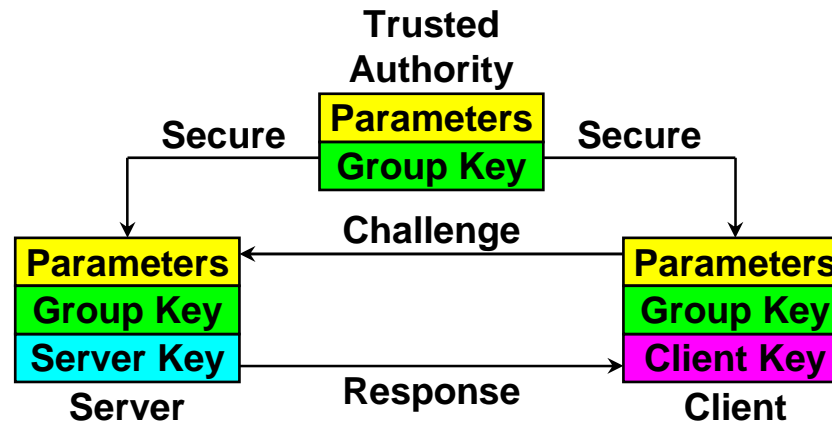 Trusted
Authority
Parameters
Group Key
Secure
Secure
Challenge
Parameters
Group Key
Server Key
Server
Parameters
Group Key
Client Key
Client
Response